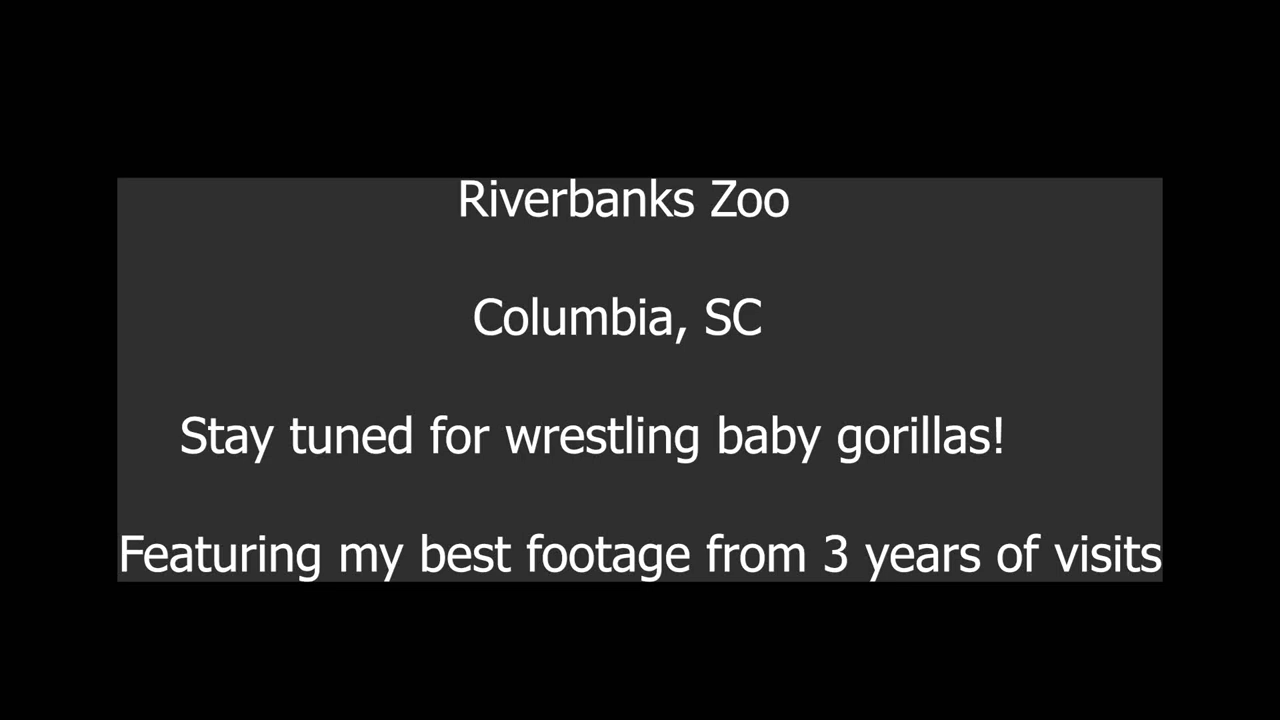 Riverbanks Zoo
Columbia, SC
Stay tuned for wrestling baby gorillas!
Featuring my best footage from 3 years of visits